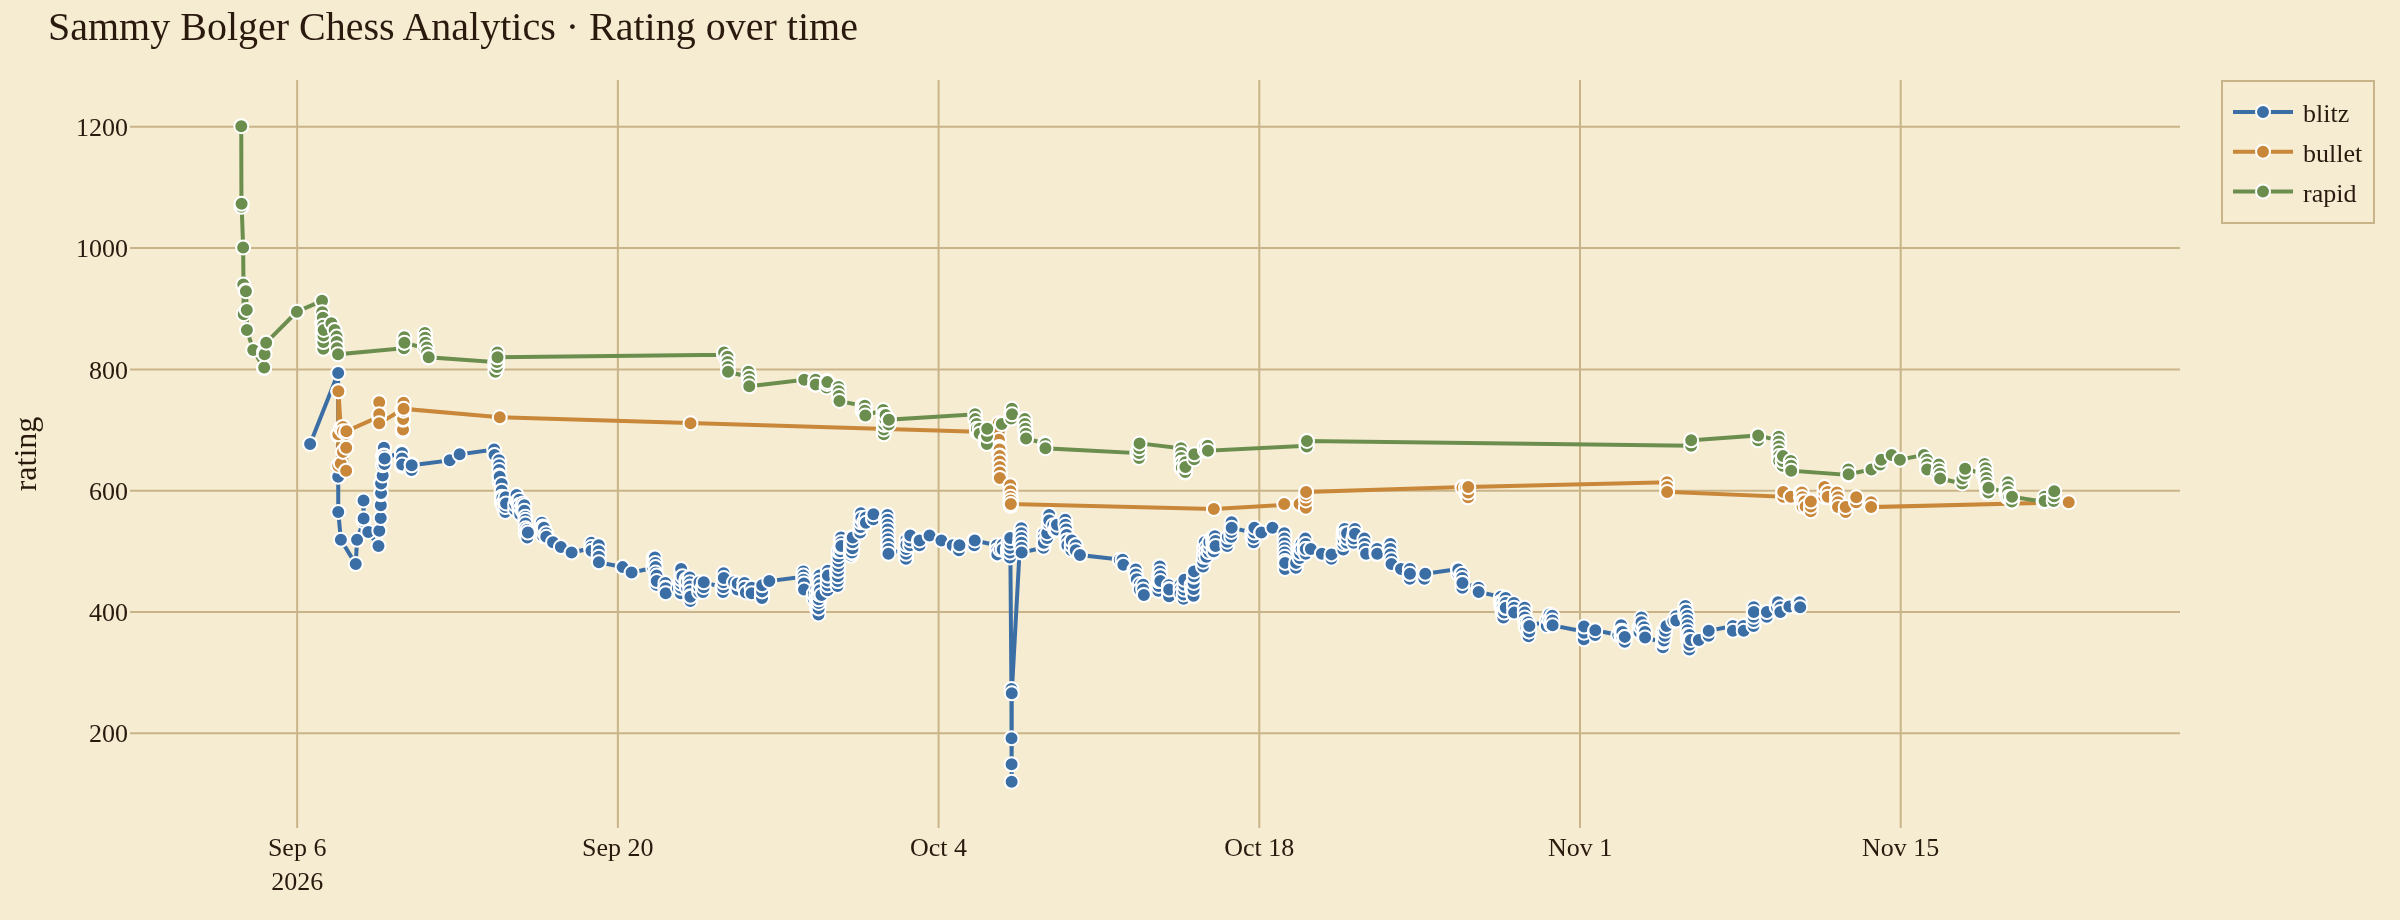 Sammy Bolger Chess Analytics · Rating over time
blitz
bullet
rapid
rating
1200
1000
800
600
400
200
Sep 6
2026
Sep 20
Oct 4
Oct 18
Nov 1
Nov 15